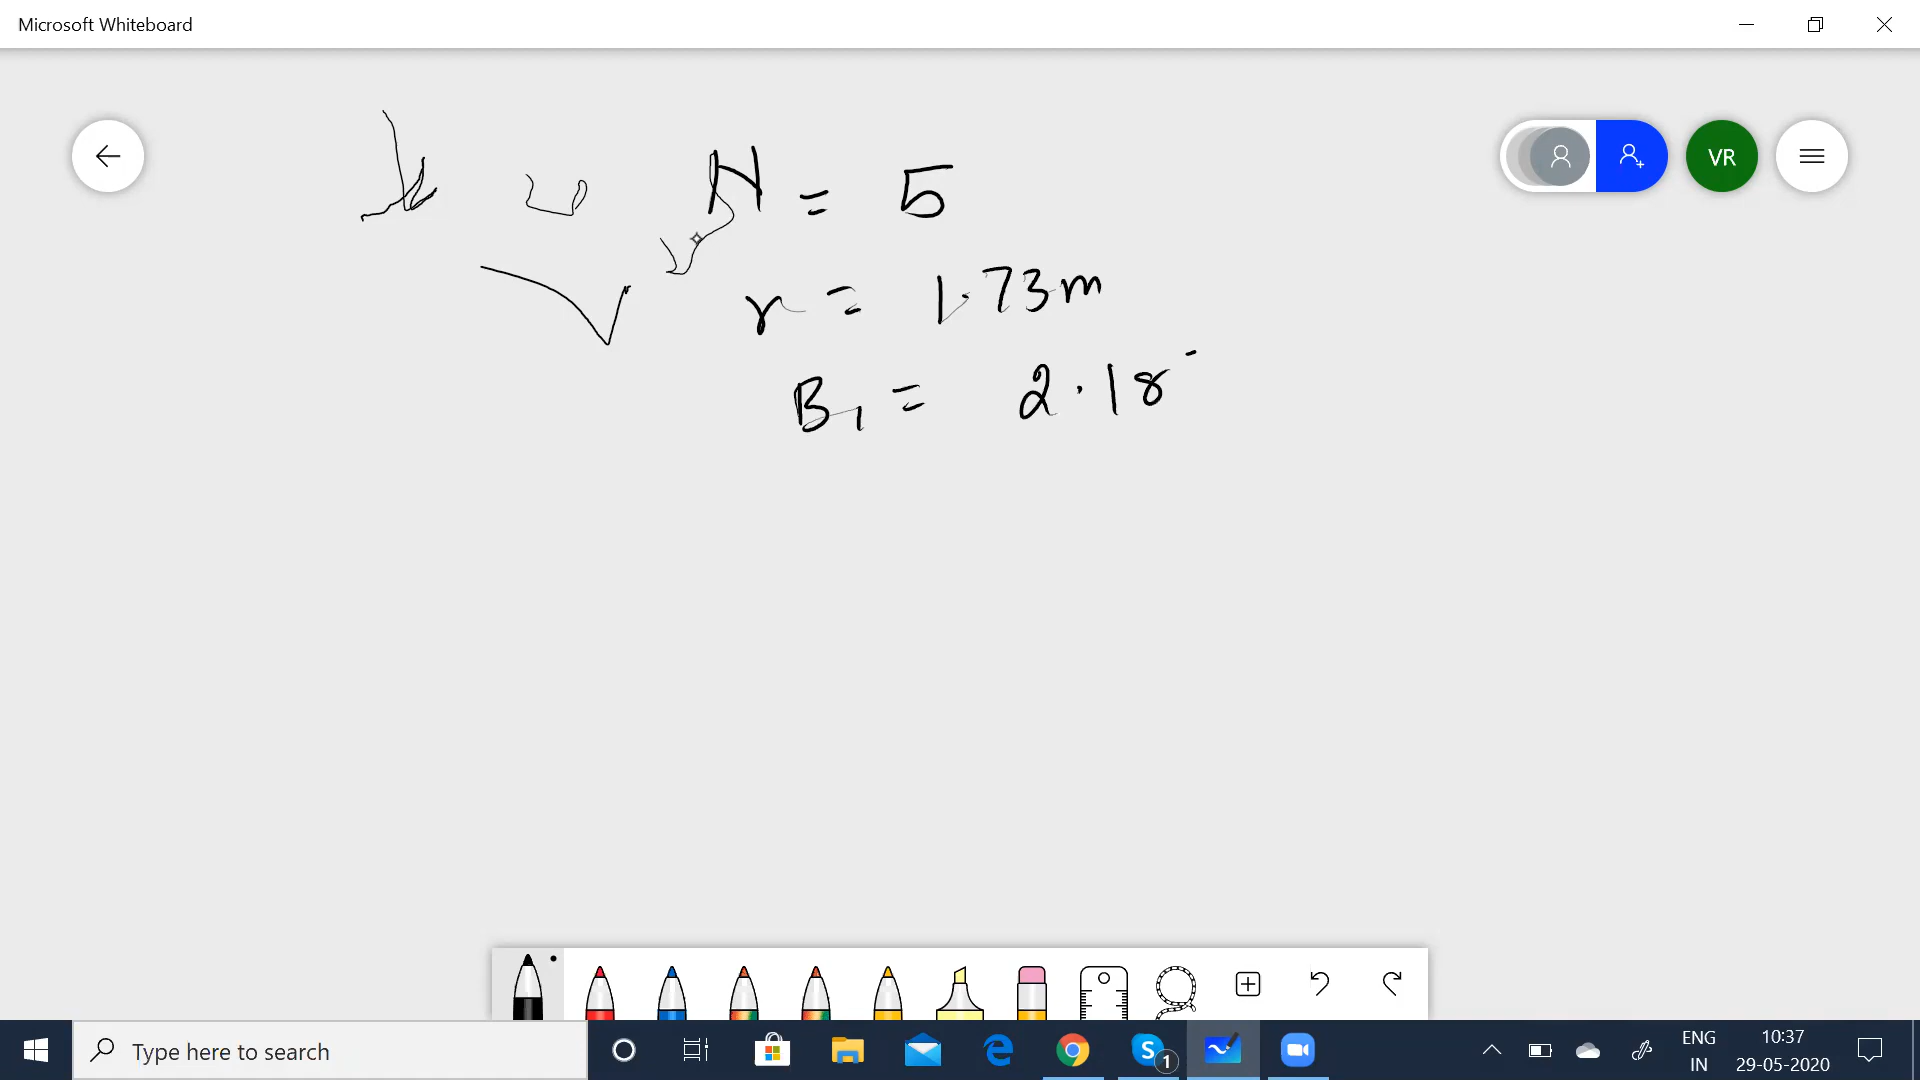 Microsoft Whiteboard
VR
N = 5
r = 1.73m
B1 = 2.18
Type here to search
1
ENG
IN
10:37
29-05-2020